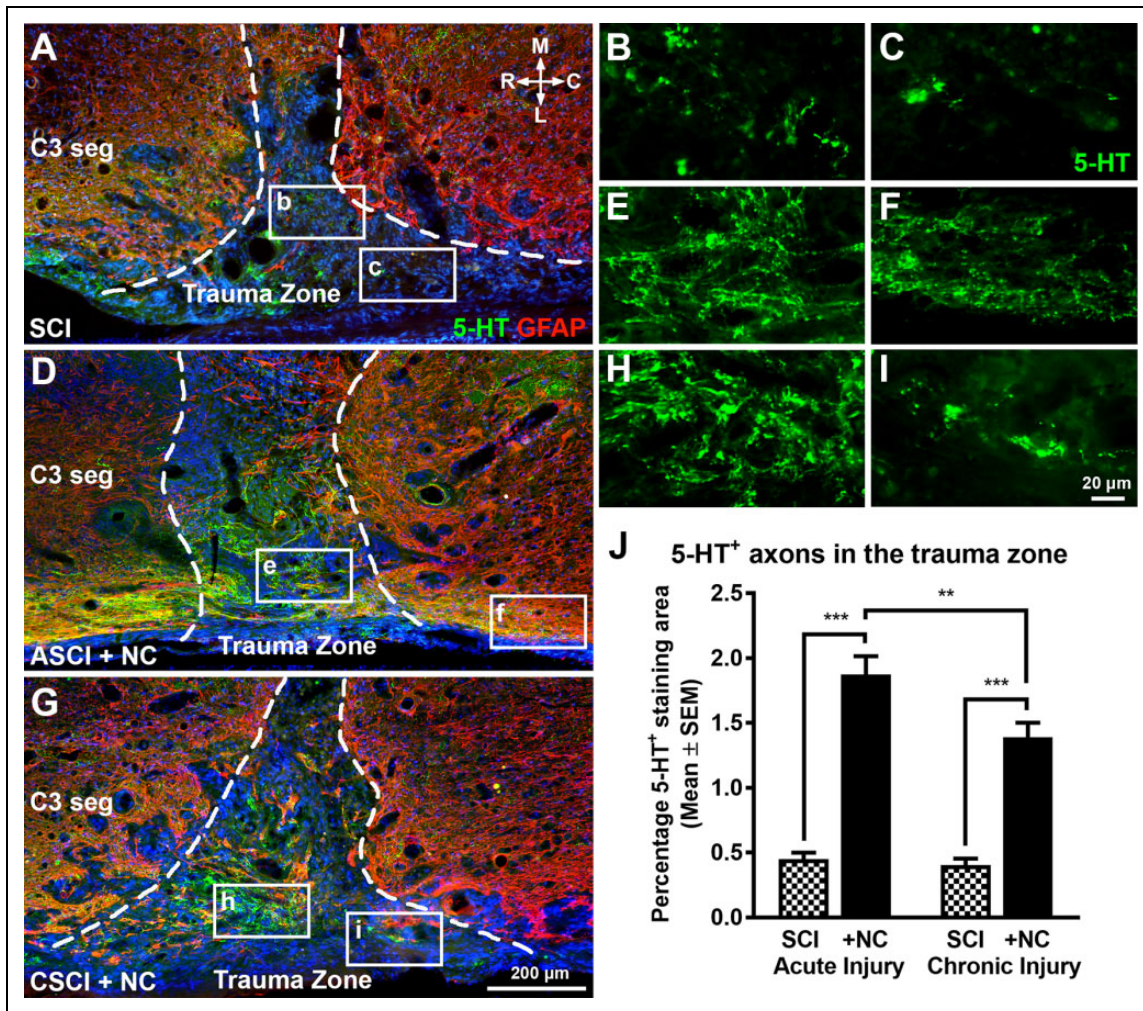 A
M
R C
L
C3 seg
b
c
Trauma Zone
SCI
5-HT GFAP
B
C
5-HT
D
C3 seg
e
f
Trauma Zone
ASCI + NC
E
F
G
C3 seg
h
i
Trauma Zone
CSCI + NC
200 µm
H
I
20 µm
J
5-HT+ axons in the trauma zone
Percentage 5-HT+ staining area
(Mean ± SEM)
2.5
2.0
1.5
1.0
0.5
0.0
***
**
***
SCI +NC SCI +NC
Acute Injury Chronic Injury